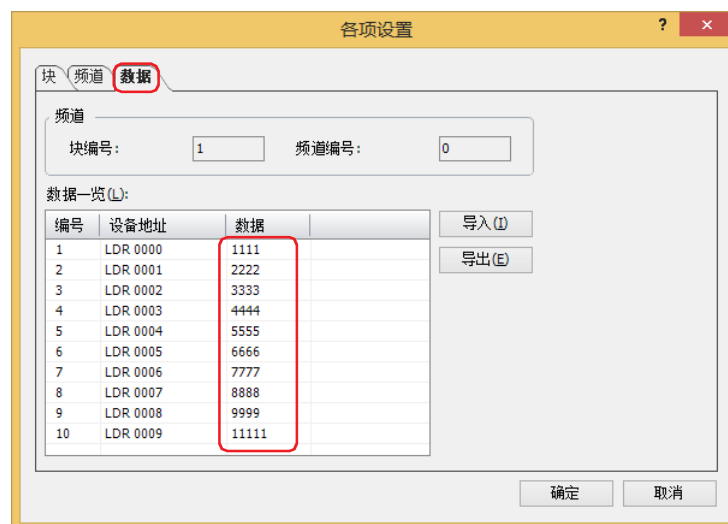 各项设置
? ×
块 频道 数据
频道
块编号: 1 频道编号: 0
数据一览(L):
编号 设备地址 数据
导入(I)
1 LDR 0000 1111
2 LDR 0001 2222
导出(E)
3 LDR 0002 3333
4 LDR 0003 4444
5 LDR 0004 5555
6 LDR 0005 6666
7 LDR 0006 7777
8 LDR 0007 8888
9 LDR 0008 9999
10 LDR 0009 11111
确定 取消